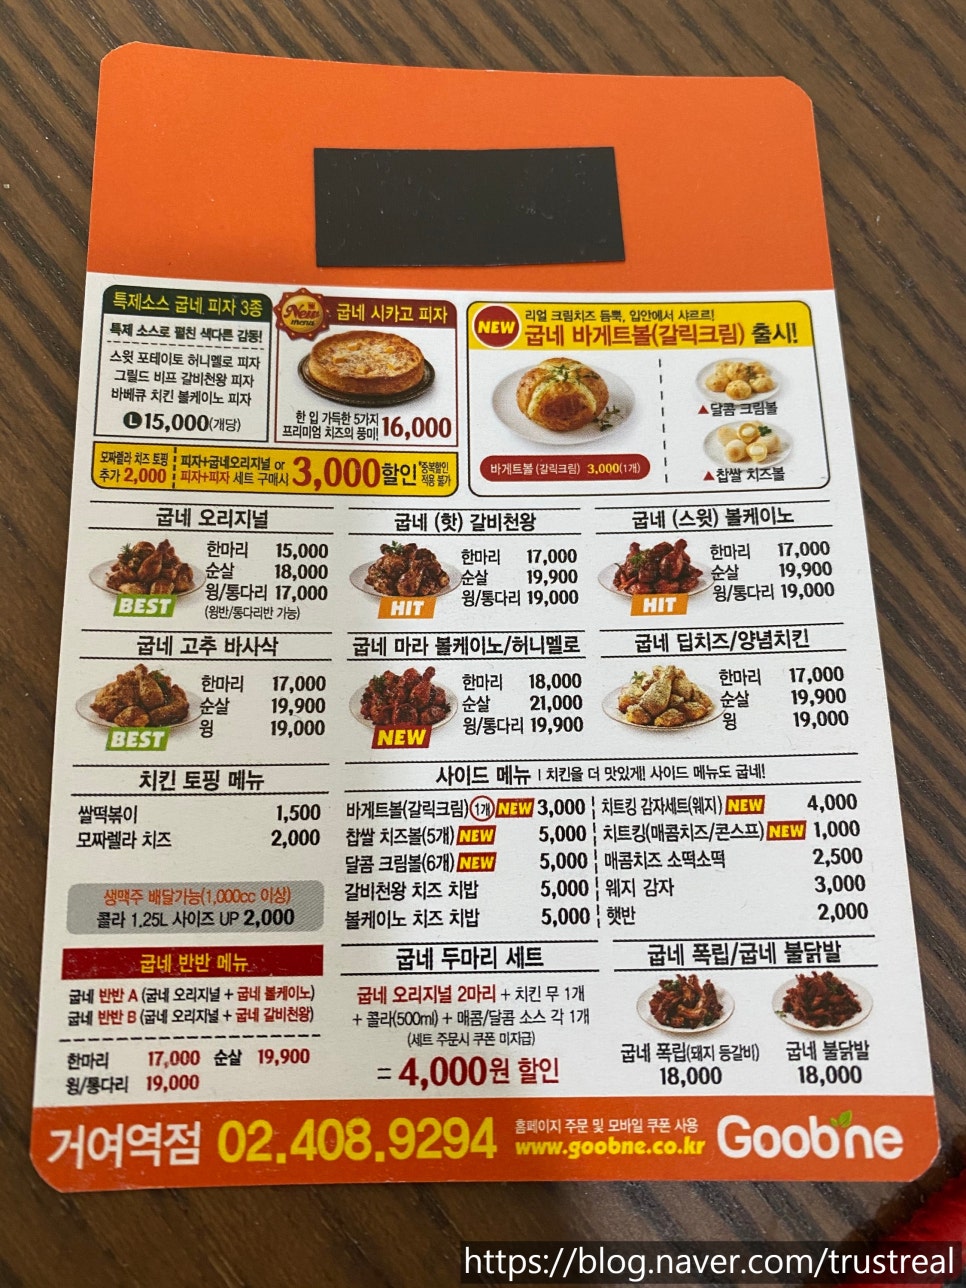 특제소스 굽네 피자 3종
특제 소스로 펼친 색다른 감동!
스윗 포테이토 허니멜로 피자
그릴드 비프 갈비천왕 피자
바베큐 치킨 볼케이노 피자
L 15,000(개당)
New menu
굽네 시카고 피자
한 입 가득한 5가지
프리미엄 치즈의 풍미! 16,000
모짜렐라 치즈 토핑
추가 2,000
피자+굽네오리지널 or
피자+피자 세트 구매시
3,000할인
*중복할인
적용 불가
NEW
리얼 크림치즈 듬뿍, 입안에서 사르르!
굽네 바게트볼(갈릭크림) 출시!
▲달콤 크림볼
바게트볼 (갈릭크림) 3,000(1개)
▲찹쌀 치즈볼
굽네 오리지널
한마리 15,000
순살 18,000
윙/통다리 17,000
(윙반/통다리반 가능)
BEST
굽네 (핫) 갈비천왕
한마리 17,000
순살 19,900
윙/통다리 19,000
HIT
굽네 (스윗) 볼케이노
한마리 17,000
순살 19,900
윙/통다리 19,000
HIT
굽네 고추 바사삭
한마리 17,000
순살 19,900
윙 19,000
BEST
굽네 마라 볼케이노/허니멜로
한마리 18,000
순살 21,000
윙/통다리 19,900
NEW
굽네 딥치즈/양념치킨
한마리 17,000
순살 19,900
윙 19,000
치킨 토핑 메뉴
쌀떡볶이 1,500
모짜렐라 치즈 2,000
생맥주 배달가능(1,000cc 이상)
콜라 1.25L 사이즈 UP 2,000
사이드 메뉴 | 치킨을 더 맛있게! 사이드 메뉴도 굽네!
바게트볼(갈릭크림) 1개 NEW 3,000
찹쌀 치즈볼(5개) NEW 5,000
달콤 크림볼(6개) NEW 5,000
갈비천왕 치즈 치밥 5,000
볼케이노 치즈 치밥 5,000
치트킹 감자세트(웨지) NEW 4,000
치트킹(매콤치즈/콘스프) NEW 1,000
매콤치즈 소떡소떡 2,500
웨지 감자 3,000
햇반 2,000
굽네 반반 메뉴
굽네 반반 A (굽네 오리지널 + 굽네 볼케이노)
굽네 반반 B (굽네 오리지널 + 굽네 갈비천왕)
한마리 17,000 순살 19,900
윙/통다리 19,000
굽네 두마리 세트
굽네 오리지널 2마리 + 치킨 무 1개
+ 콜라(500ml) + 매콤/달콤 소스 각 1개
(세트 주문시 쿠폰 미지급)
= 4,000원 할인
굽네 폭립/굽네 불닭발
굽네 폭립(돼지 등갈비)
18,000
굽네 불닭발
18,000
거여역점 02.408.9294
홈페이지 주문 및 모바일 쿠폰 사용
www.goobne.co.kr
Goobne
https://blog.naver.com/trustreal